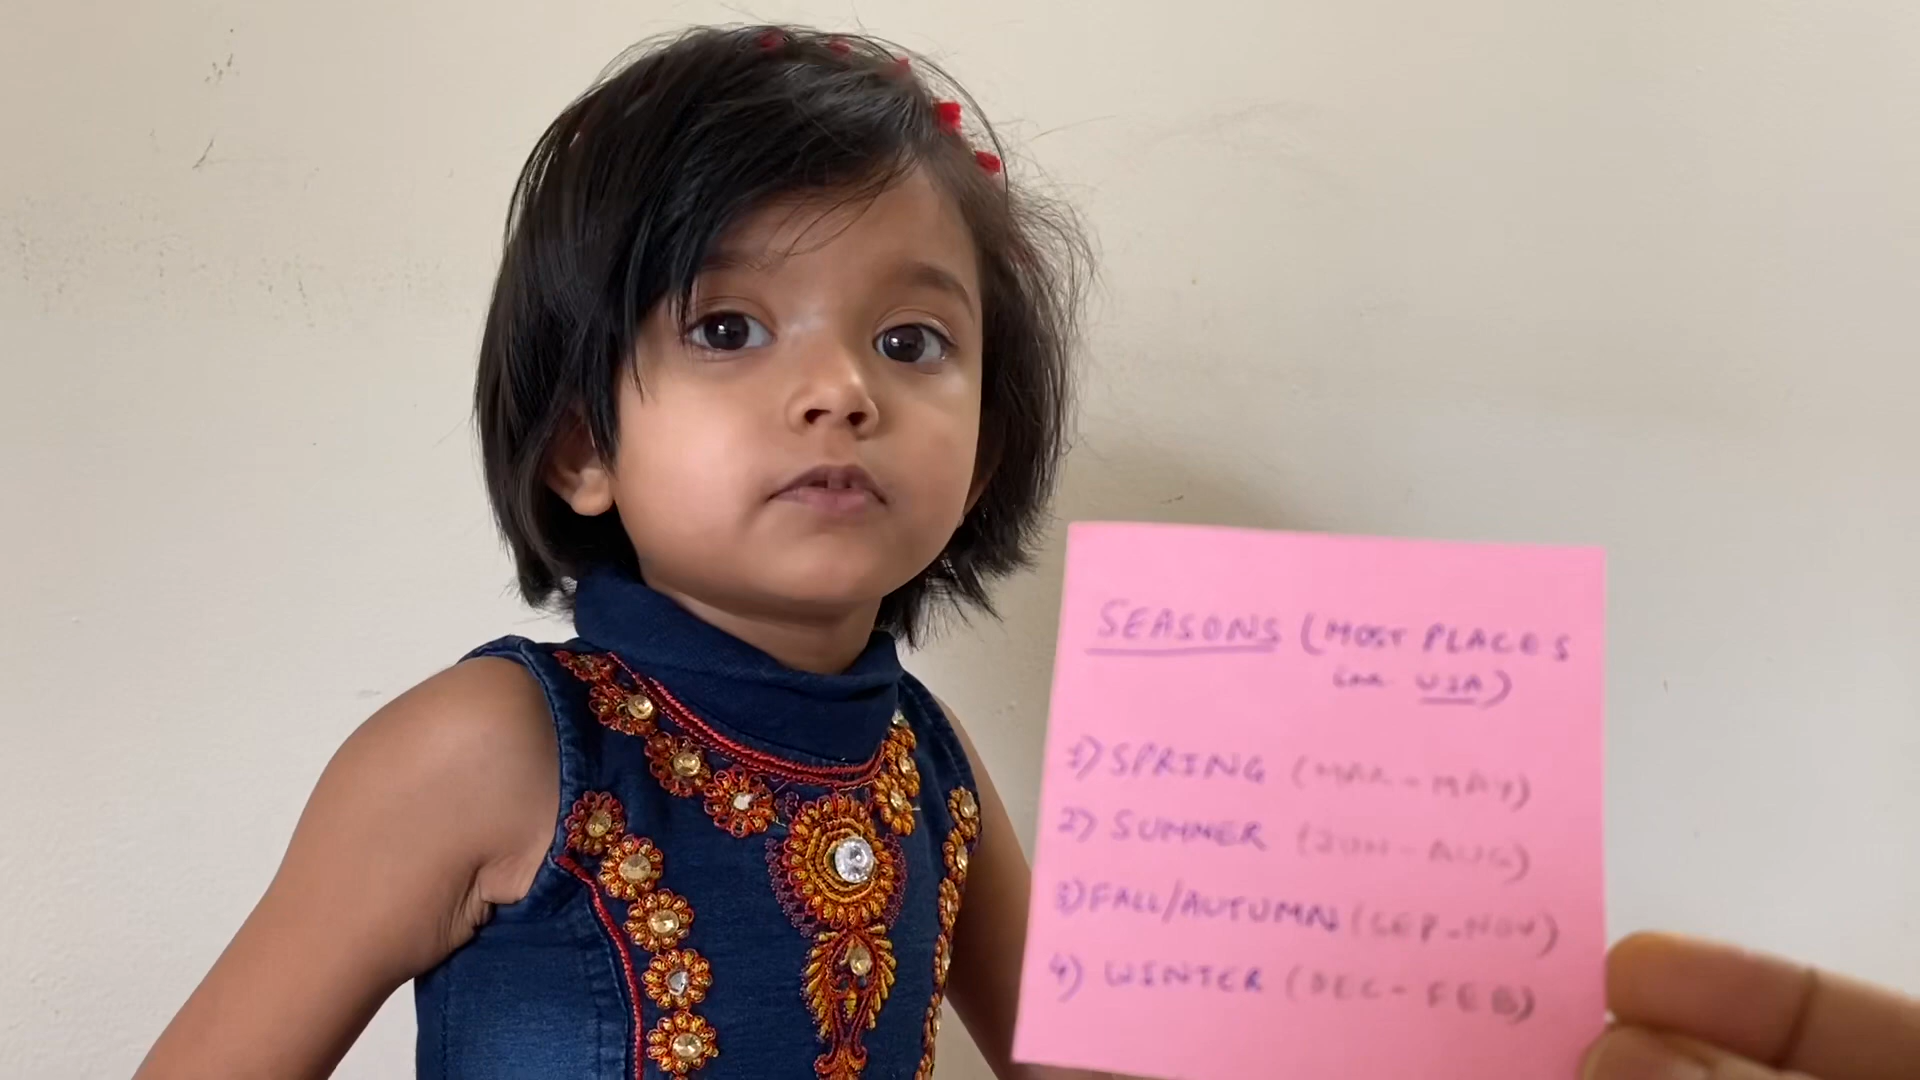 SEASONS (MOST PLACES
in USA)
1) SPRING (MAR - MAY)
2) SUMMER (JUN - AUG)
3) FALL/AUTUMN (SEP - NOV)
4) WINTER (DEC - FEB)